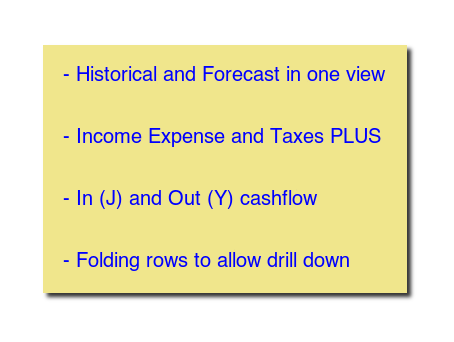 - Historical and Forecast in one view
- Income Expense and Taxes PLUS
- In (J) and Out (Y) cashflow
- Folding rows to allow drill down